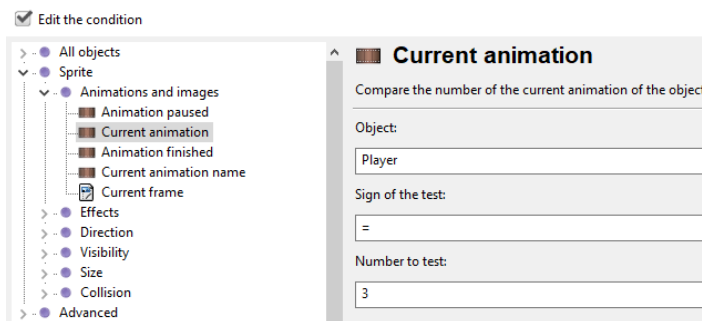 Edit the condition
All objects
Sprite
Animations and images
Animation paused
Current animation
Animation finished
Current animation name
Current frame
Effects
Direction
Visibility
Size
Collision
Advanced
Current animation
Compare the number of the current animation of the object
Object:
Player
Sign of the test:
=
Number to test:
3